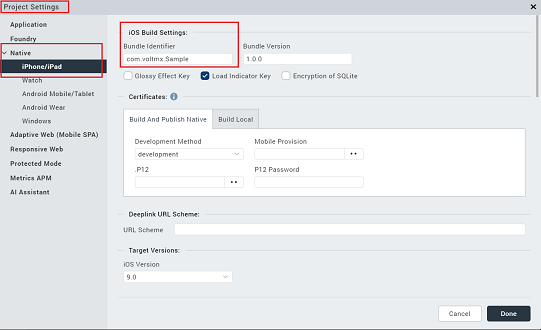 Project Settings
Application
Foundry
Native
iPhone/iPad
Watch
Android Mobile/Tablet
Android Wear
Windows
Adaptive Web (Mobile SPA)
Responsive Web
Protected Mode
Metrics APM
AI Assistant
iOS Build Settings:
Bundle Identifier Bundle Version
com.voltmx.Sample 1.0.0
Glossy Effect Key Load Indicator Key Encryption of SQLite
Certificates:
Build And Publish Native Build Local
Development Method Mobile Provision
development
.P12 P12 Password
Deeplink URL Scheme:
URL Scheme
Target Versions:
iOS Version
9.0
Cancel Done